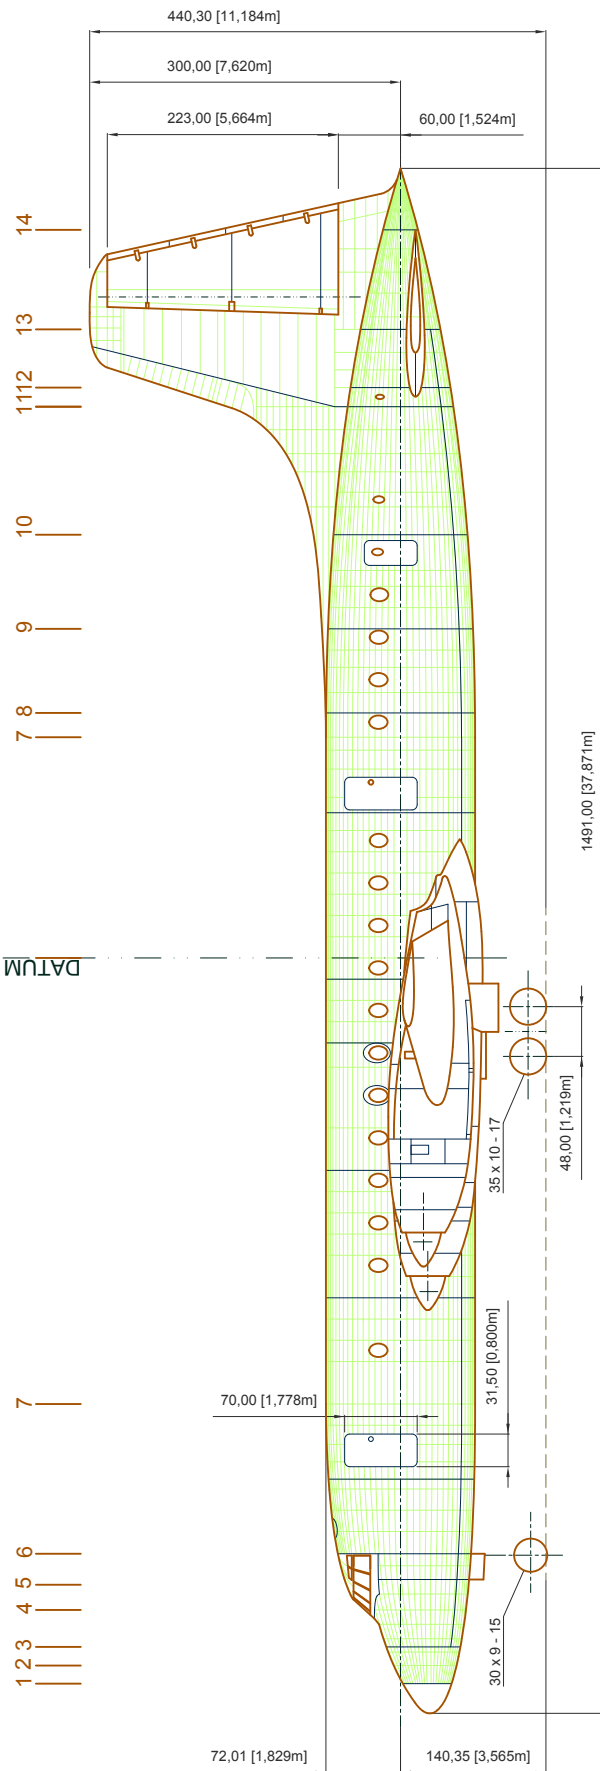 440,30 [11,184m]
300,00 [7,620m]
223,00 [5,664m]
60,00 [1,524m]
14
13
12
11
10
9
8
7
1491,00 [37,871m]
DATUM
48,00 [1,219m]
35 x 10 - 17
31,50 [0,800m]
70,00 [1,778m]
7
6
5
4
3
2
1
30 x 9 - 15
72,01 [1,829m]
140,35 [3,565m]